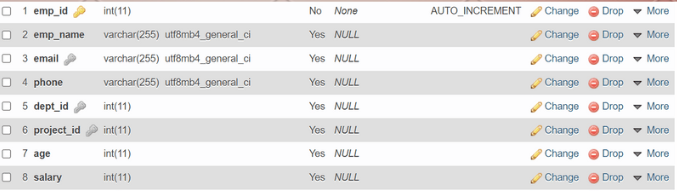 1 emp_id int(11) No None AUTO_INCREMENT Change Drop More
2 emp_name varchar(255) utf8mb4_general_ci Yes NULL Change Drop More
3 email varchar(255) utf8mb4_general_ci Yes NULL Change Drop More
4 phone varchar(255) utf8mb4_general_ci Yes NULL Change Drop More
5 dept_id int(11) Yes NULL Change Drop More
6 project_id int(11) Yes NULL Change Drop More
7 age int(11) Yes NULL Change Drop More
8 salary int(11) Yes NULL Change Drop More